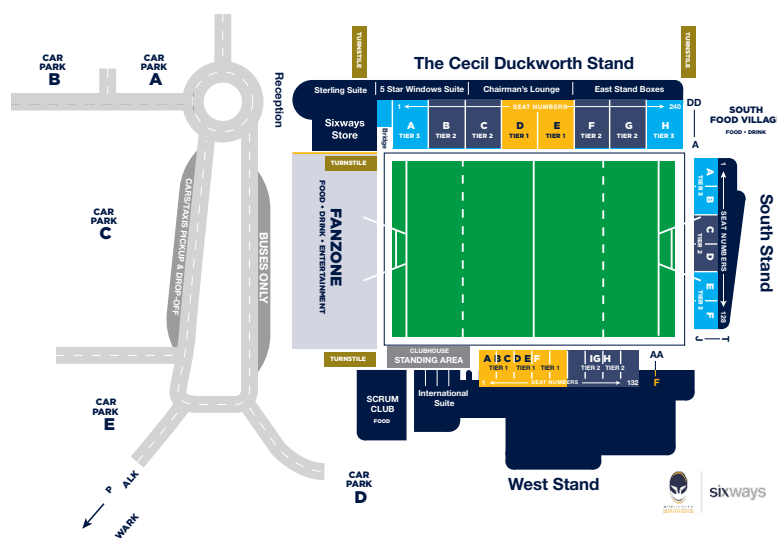 The Cecil Duckworth Stand
TURNSTILE
TURNSTILE
CAR PARK B
CAR PARK A
Reception
Sterling Suite
5 Star Windows Suite
Chairman's Lounge
East Stand Boxes
Sixways Store
Bridge
1 SEAT NUMBERS 240
A TIER 3
B TIER 2
C TIER 2
D TIER 1
E TIER 1
F TIER 2
G TIER 2
H TIER 3
DD
A
SOUTH FOOD VILLAG
FOOD • DRINK
TURNSTILE
FANZONE
FOOD • DRINK • ENTERTAINMENT
CAR PARK C
CARS/TAXIS PICKUP & DROP-OFF
BUSES ONLY
A B
TIER 3
C D
TIER 2
E F
TIER 3
1 SEAT NUMBERS 128
South Stand
J T
TURNSTILE
CLUBHOUSE
STANDING AREA
A B C D E F
TIER 1 TIER 1 TIER 1
I G H
TIER 2 TIER 2
1 SEAT NUMBERS 132
AA
F
SCRUM CLUB
FOOD
International Suite
West Stand
CAR PARK E
CAR PARK D
P ALK
WARK
WARRIORS
sixways